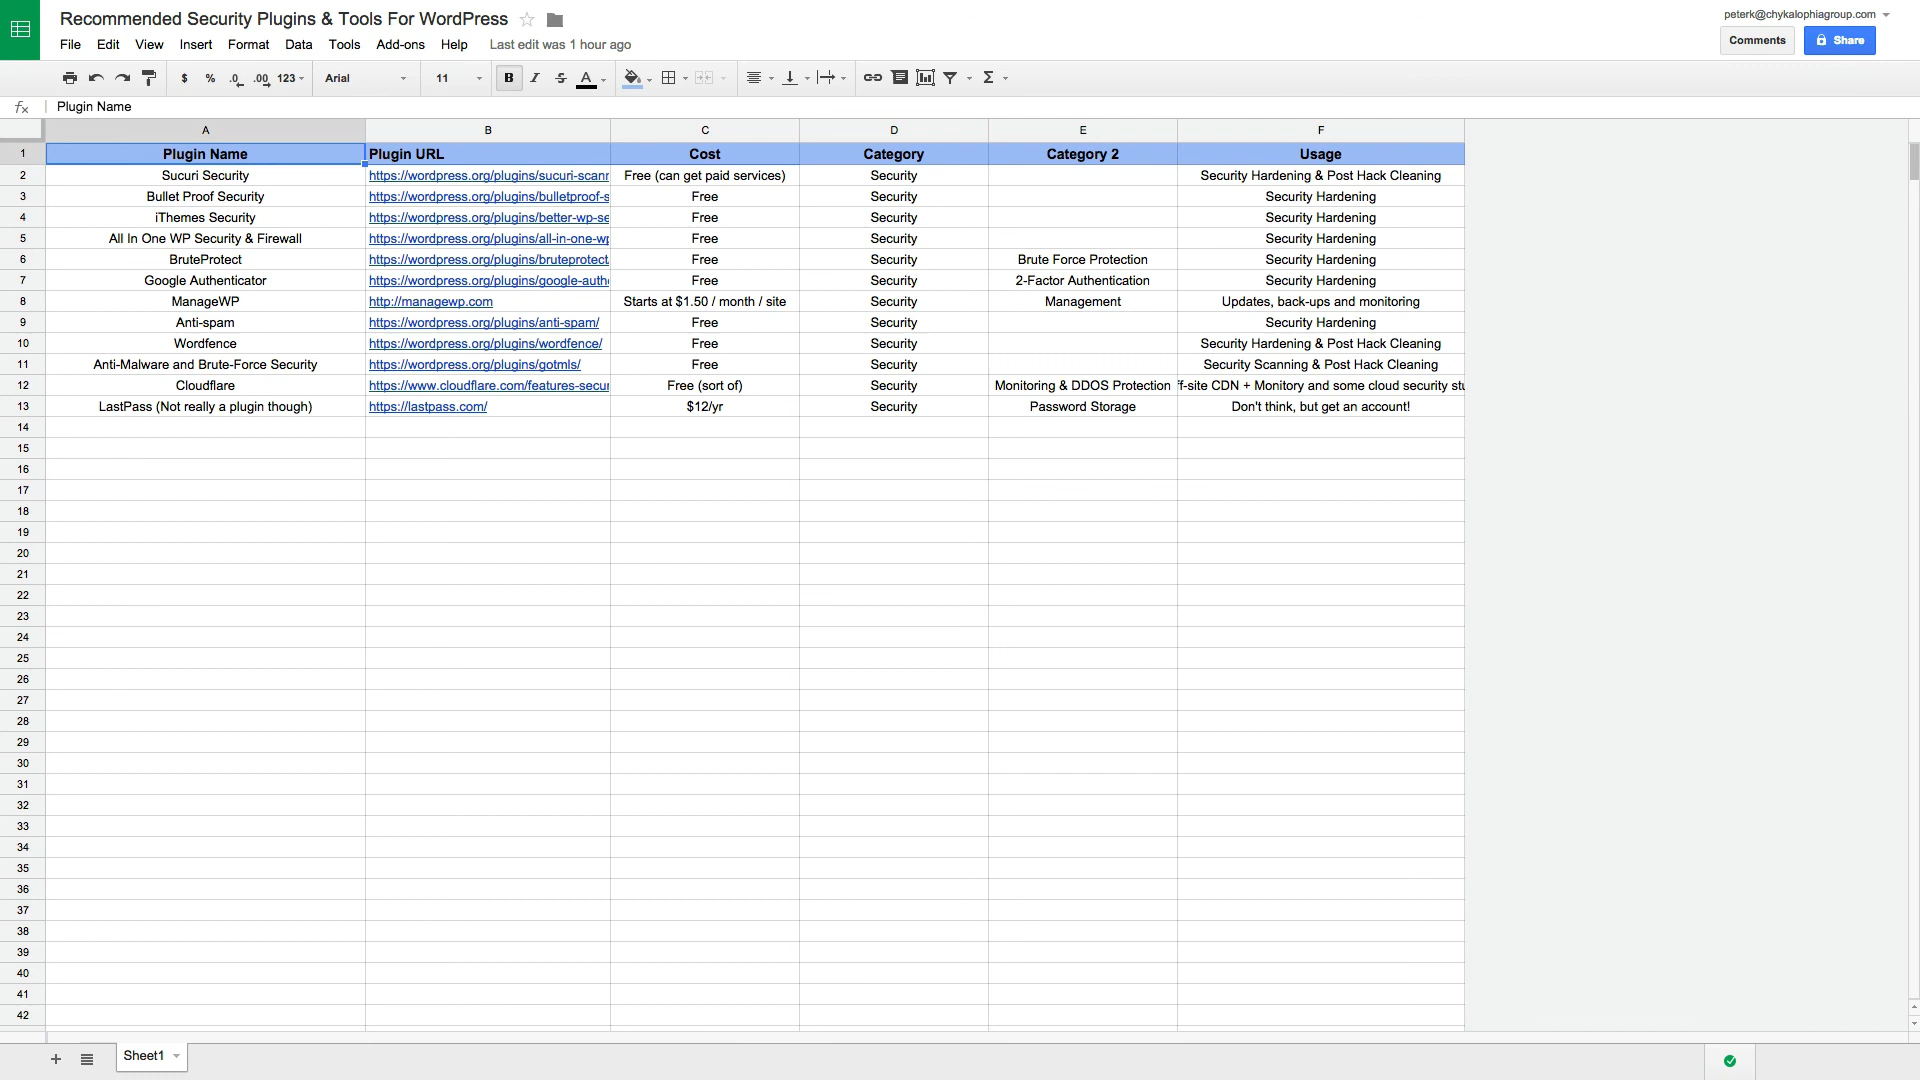 Recommended Security Plugins & Tools For WordPress
peterk@chykalophiagroup.com
File Edit View Insert Format Data Tools Add-ons Help Last edit was 1 hour ago
Comments Share
$ % .0 .00 123 Arial 11 B I S A Σ
fx Plugin Name
A B C D E F
1 Plugin Name Plugin URL Cost Category Category 2 Usage
2 Sucuri Security https://wordpress.org/plugins/sucuri-scanr Free (can get paid services) Security Security Hardening & Post Hack Cleaning
3 Bullet Proof Security https://wordpress.org/plugins/bulletproof-s Free Security Security Hardening
4 iThemes Security https://wordpress.org/plugins/better-wp-se Free Security Security Hardening
5 All In One WP Security & Firewall https://wordpress.org/plugins/all-in-one-wp Free Security Security Hardening
6 BruteProtect https://wordpress.org/plugins/bruteprotect/ Free Security Brute Force Protection Security Hardening
7 Google Authenticator https://wordpress.org/plugins/google-authe Free Security 2-Factor Authentication Security Hardening
8 ManageWP http://managewp.com Starts at $1.50 / month / site Security Management Updates, back-ups and monitoring
9 Anti-spam https://wordpress.org/plugins/anti-spam/ Free Security Security Hardening
10 Wordfence https://wordpress.org/plugins/wordfence/ Free Security Security Hardening & Post Hack Cleaning
11 Anti-Malware and Brute-Force Security https://wordpress.org/plugins/gotmls/ Free Security Security Scanning & Post Hack Cleaning
12 Cloudflare https://www.cloudflare.com/features-secur Free (sort of) Security Monitoring & DDOS Protection f-site CDN + Monitory and some cloud security stu
13 LastPass (Not really a plugin though) https://lastpass.com/ $12/yr Security Password Storage Don't think, but get an account!
14
15
16
17
18
19
20
21
22
23
24
25
26
27
28
29
30
31
32
33
34
35
36
37
38
39
40
41
42
+ Sheet1